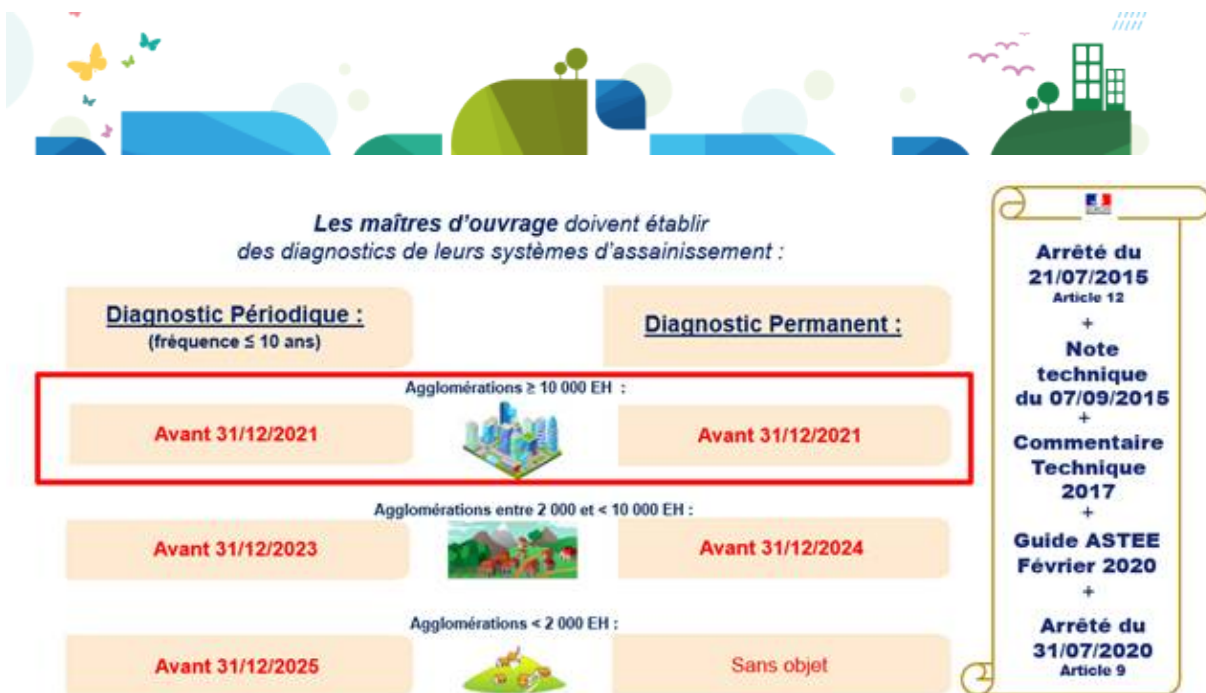 Les maîtres d'ouvrage doivent établir
des diagnostics de leurs systèmes d'assainissement :
Diagnostic Périodique :
(fréquence ≤ 10 ans)
Diagnostic Permanent :
Agglomérations ≥ 10 000 EH :
Avant 31/12/2021
Avant 31/12/2021
Agglomérations entre 2 000 et < 10 000 EH :
Avant 31/12/2023
Avant 31/12/2024
Agglomérations < 2 000 EH :
Avant 31/12/2025
Sans objet
Arrêté du
21/07/2015
Article 12
+
Note
technique
du 07/09/2015
+
Commentaire
Technique
2017
+
Guide ASTEE
Février 2020
+
Arrêté du
31/07/2020
Article 9